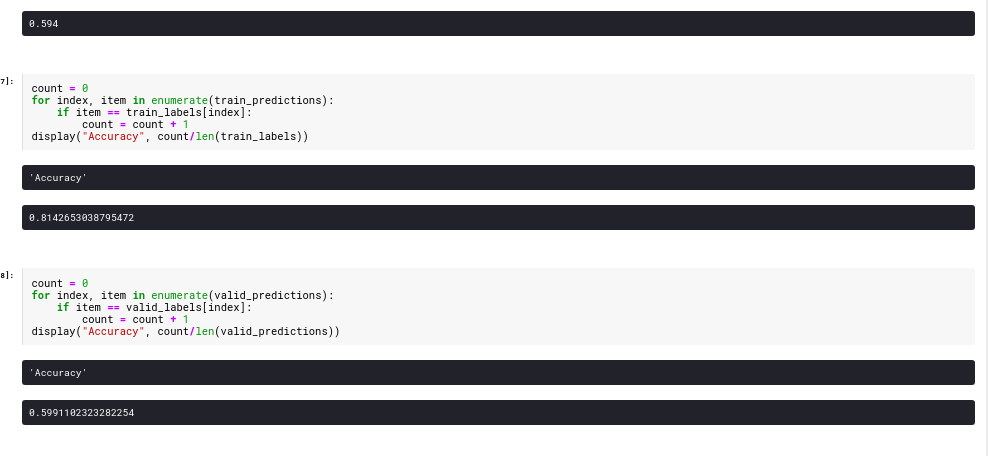 0.594
7]:
count = 0
for index, item in enumerate(train_predictions):
    if item == train_labels[index]:
        count = count + 1
display("Accuracy", count/len(train_labels))
'Accuracy'
0.8142653038795472
8]:
count = 0
for index, item in enumerate(valid_predictions):
    if item == valid_labels[index]:
        count = count + 1
display("Accuracy", count/len(valid_predictions))
'Accuracy'
0.5991102323282254